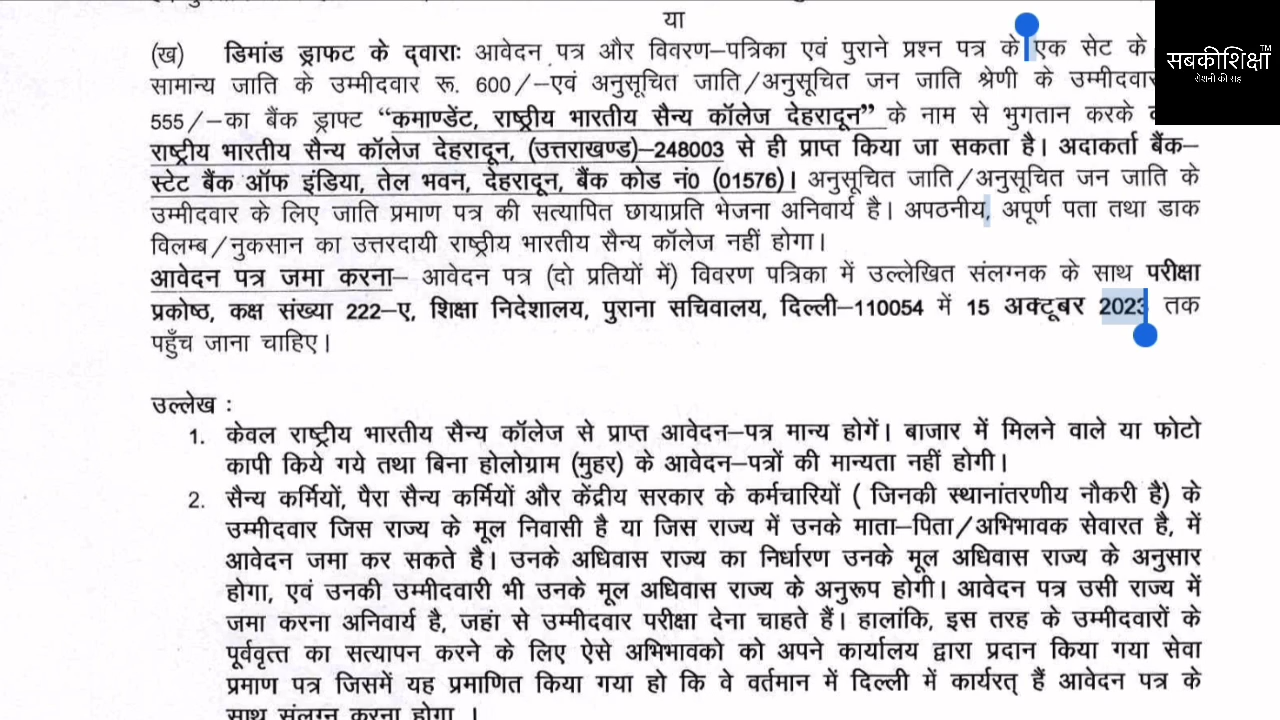 या
(ख) डिमांड ड्राफट के द्वाराः आवेदन पत्र और विवरण–पत्रिका एवं पुराने प्रश्न पत्र के एक सेट के
सामान्य जाति के उम्मीदवार रू. 600/–एवं अनुसूचित जाति/अनुसूचित जन जाति श्रेणी के उम्मीदवार
555/–का बैंक ड्राफ्ट “कमाण्डेंट, राष्ट्रीय भारतीय सैन्य कॉलेज देहरादून” के नाम से भुगतान करके
राष्ट्रीय भारतीय सैन्य कॉलेज देहरादून, (उत्तराखण्ड)–248003 से ही प्राप्त किया जा सकता है। अदाकर्ता बैंक–
स्टेट बैंक ऑफ इंडिया, तेल भवन, देहरादून, बैंक कोड नं0 (01576)। अनुसूचित जाति/अनुसूचित जन जाति के
उम्मीदवार के लिए जाति प्रमाण पत्र की सत्यापित छायाप्रति भेजना अनिवार्य है। अपठनीय, अपूर्ण पता तथा डाक
विलम्ब/नुकसान का उत्तरदायी राष्ट्रीय भारतीय सैन्य कॉलेज नहीं होगा।
आवेदन पत्र जमा करना– आवेदन पत्र (दो प्रतियों में) विवरण पत्रिका में उल्लेखित संलग्नक के साथ परीक्षा
प्रकोष्ठ, कक्ष संख्या 222–ए, शिक्षा निदेशालय, पुराना सचिवालय, दिल्ली–110054 में 15 अक्टूबर 2023 तक
पहुँच जाना चाहिए।
उल्लेख :
1. केवल राष्ट्रीय भारतीय सैन्य कॉलेज से प्राप्त आवेदन–पत्र मान्य होगें। बाजार में मिलने वाले या फोटो
कापी किये गये तथा बिना होलोग्राम (मुहर) के आवेदन–पत्रों की मान्यता नहीं होगी।
2. सैन्य कर्मियों, पैरा सैन्य कर्मियों और केंद्रीय सरकार के कर्मचारियों ( जिनकी स्थानांतरणीय नौकरी है) के
उम्मीदवार जिस राज्य के मूल निवासी है या जिस राज्य में उनके माता–पिता/अभिभावक सेवारत है, में
आवेदन जमा कर सकते है। उनके अधिवास राज्य का निर्धारण उनके मूल अधिवास राज्य के अनुसार
होगा, एवं उनकी उम्मीदवारी भी उनके मूल अधिवास राज्य के अनुरूप होगी। आवेदन पत्र उसी राज्य में
जमा करना अनिवार्य है, जहां से उम्मीदवार परीक्षा देना चाहते हैं। हालांकि, इस तरह के उम्मीदवारों के
पूर्ववृत्त का सत्यापन करने के लिए ऐसे अभिभावको को अपने कार्यालय द्वारा प्रदान किया गया सेवा
प्रमाण पत्र जिसमें यह प्रमाणित किया गया हो कि वे वर्तमान में दिल्ली में कार्यरत् हैं आवेदन पत्र के
साथ संलग्न करना होगा ।
सबकीशिक्षा™
रोशनी की राह